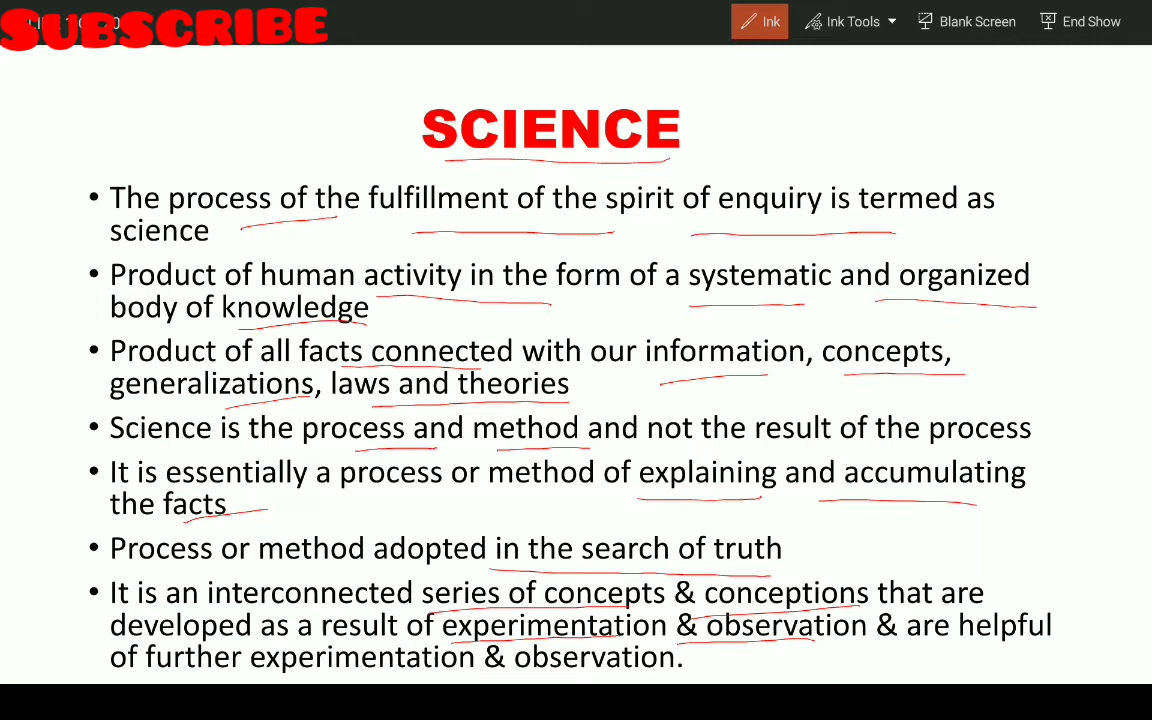 SUBSCRIBE
Ink
Ink Tools
Blank Screen
End Show
SCIENCE
• The process of the fulfillment of the spirit of enquiry is termed as
science
• Product of human activity in the form of a systematic and organized
body of knowledge
• Product of all facts connected with our information, concepts,
generalizations, laws and theories
• Science is the process and method and not the result of the process
• It is essentially a process or method of explaining and accumulating
the facts
• Process or method adopted in the search of truth
• It is an interconnected series of concepts & conceptions that are
developed as a result of experimentation & observation & are helpful
of further experimentation & observation.